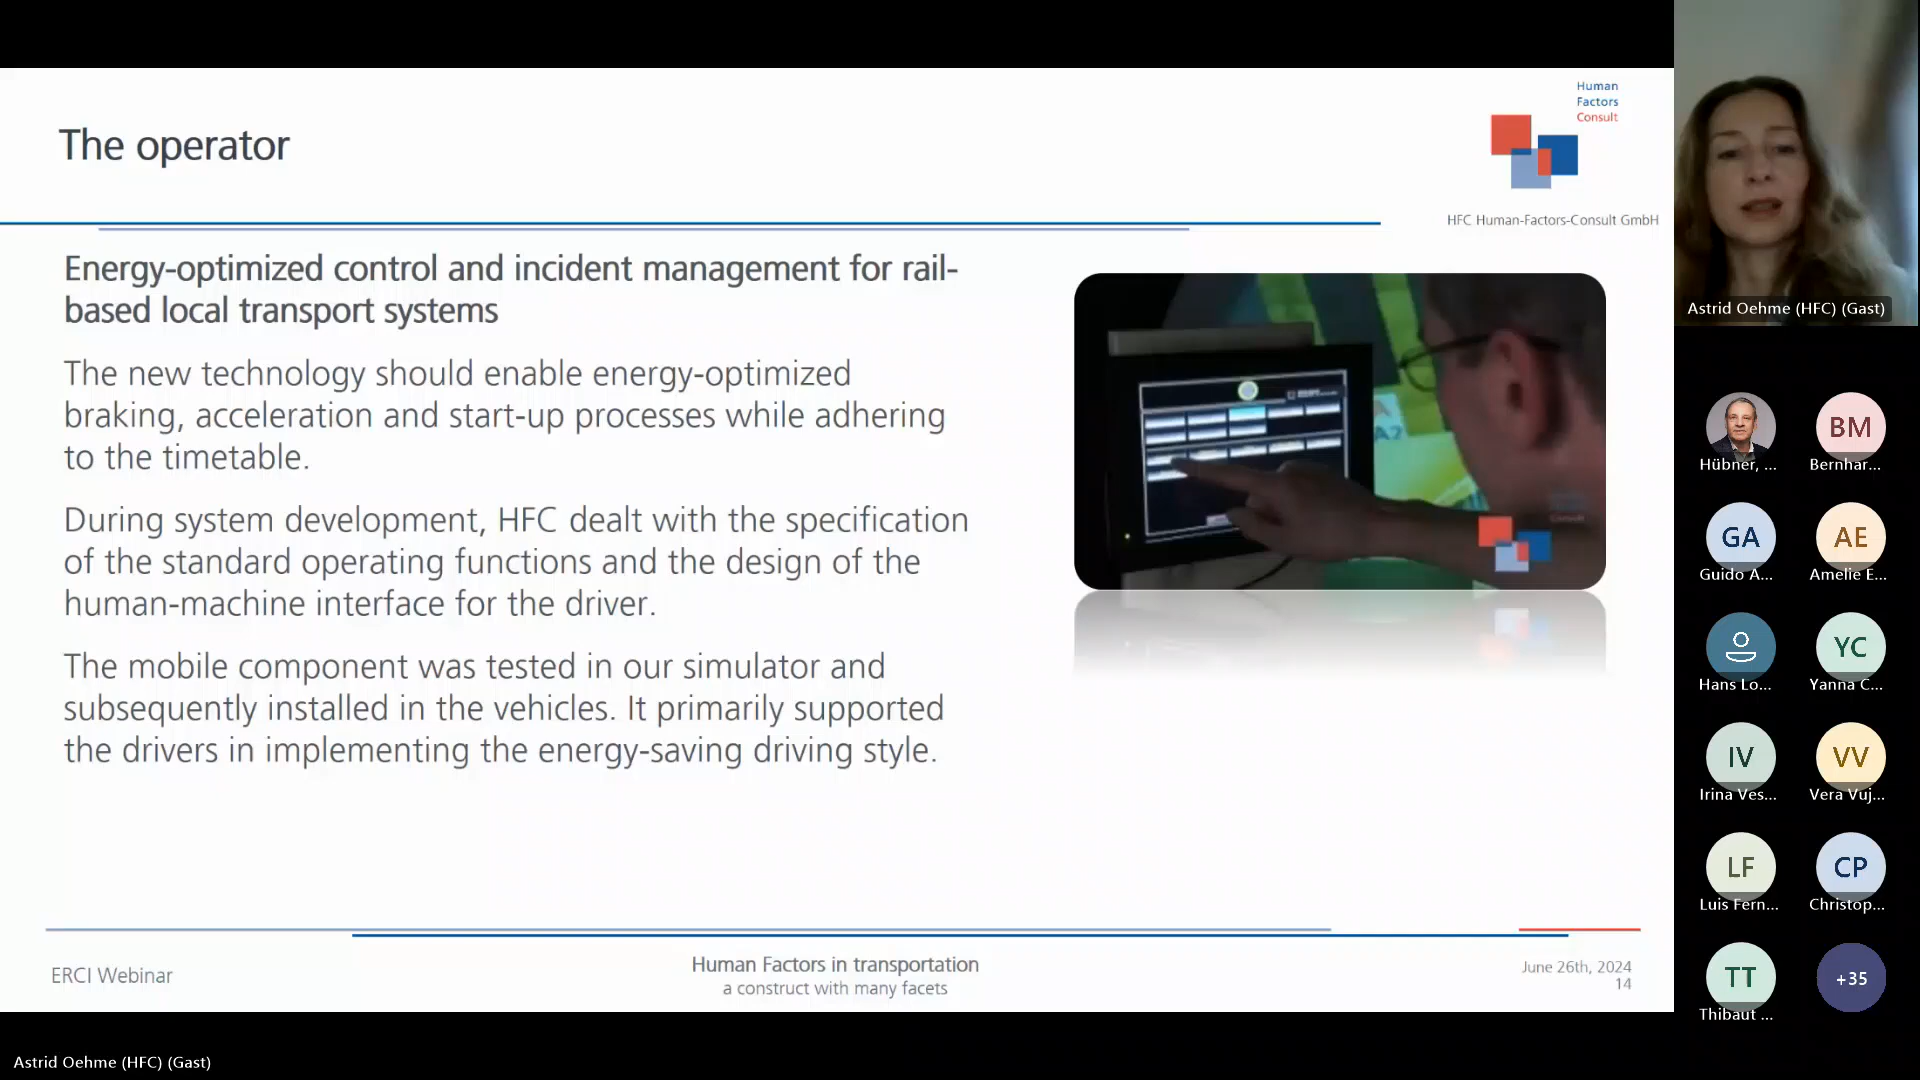 The operator
Human
Factors
Consult
HFC Human-Factors-Consult GmbH
Energy-optimized control and incident management for rail-
based local transport systems
The new technology should enable energy-optimized
braking, acceleration and start-up processes while adhering
to the timetable.
During system development, HFC dealt with the specification
of the standard operating functions and the design of the
human-machine interface for the driver.
The mobile component was tested in our simulator and
subsequently installed in the vehicles. It primarily supported
the drivers in implementing the energy-saving driving style.
A2
ERCI Webinar
Human Factors in transportation
a construct with many facets
June 26th, 2024
14
Astrid Oehme (HFC) (Gast)
Hübner, ...
BM
Bernhar...
GA
Guido A...
AE
Amelie E...
Hans Lo...
YC
Yanna C...
IV
Irina Ves...
VV
Vera Vuj...
LF
Luis Fern...
CP
Christop...
TT
Thibaut ...
+35
Astrid Oehme (HFC) (Gast)